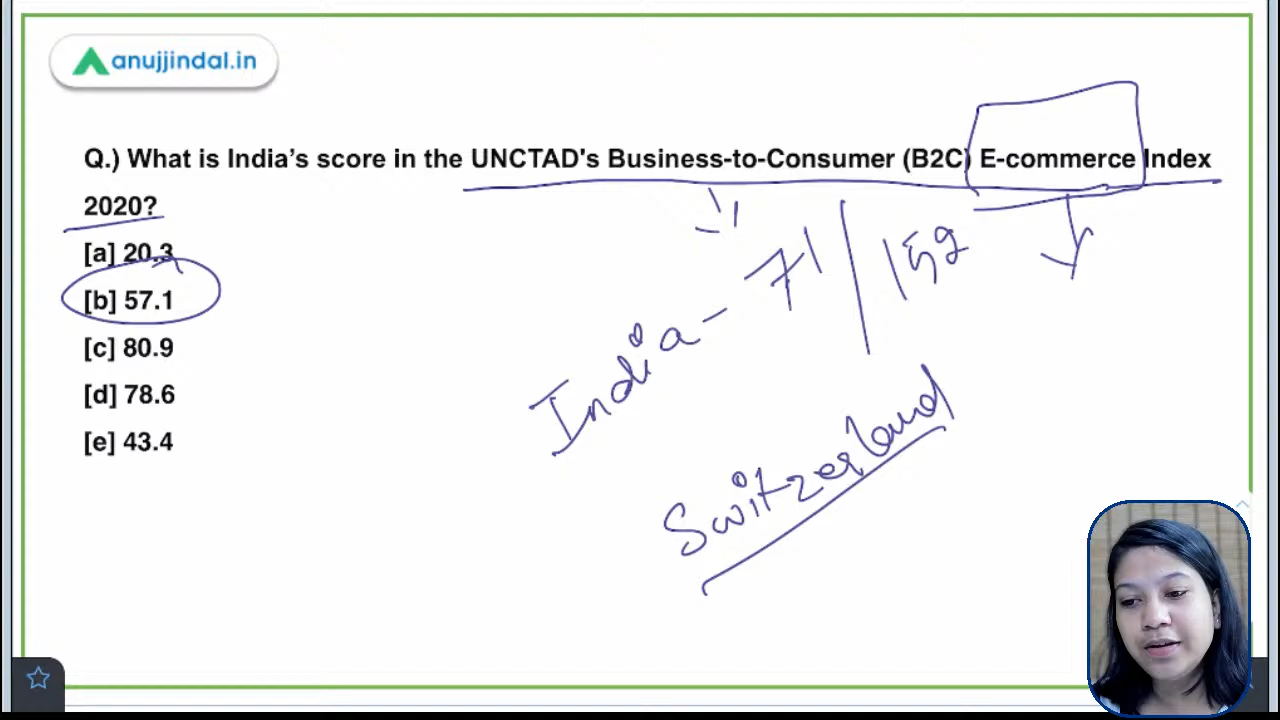 anujjindal.in
Q.) What is India’s score in the UNCTAD's Business-to-Consumer (B2C) E-commerce Index
2020?
[a] 20.3
[b] 57.1
[c] 80.9
[d] 78.6
[e] 43.4
India - 71/152
Switzerland